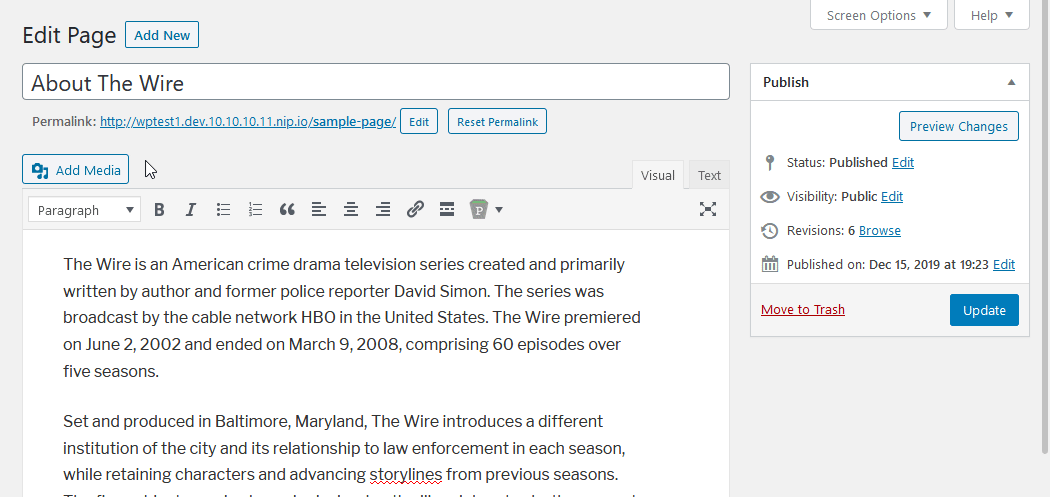 Screen Options ▼ Help ▼
Edit Page Add New
About The Wire
Permalink: http://wptest1.dev.10.10.10.11.nip.io/sample-page/ Edit Reset Permalink
Add Media
Visual Text
Paragraph ▼ B I P ▼
The Wire is an American crime drama television series created and primarily
written by author and former police reporter David Simon. The series was
broadcast by the cable network HBO in the United States. The Wire premiered
on June 2, 2002 and ended on March 9, 2008, comprising 60 episodes over
five seasons.
Set and produced in Baltimore, Maryland, The Wire introduces a different
institution of the city and its relationship to law enforcement in each season,
while retaining characters and advancing storylines from previous seasons.
Publish ▲
Preview Changes
Status: Published Edit
Visibility: Public Edit
Revisions: 6 Browse
Published on: Dec 15, 2019 at 19:23 Edit
Move to Trash Update